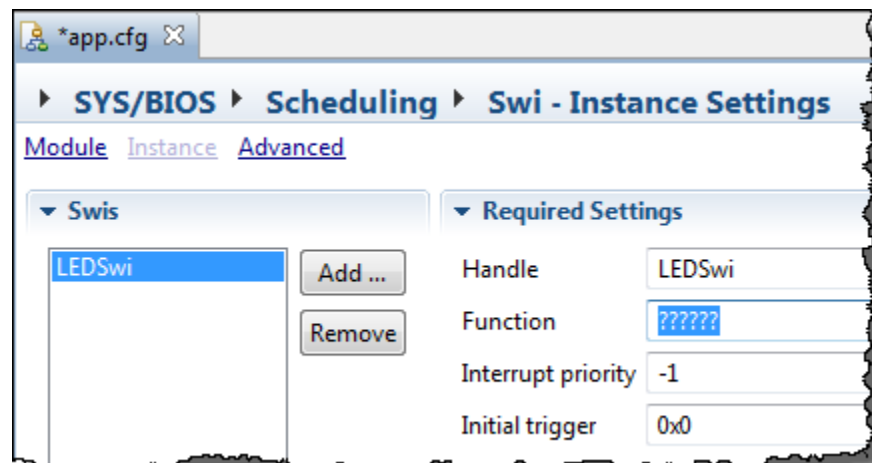 *app.cfg
SYS/BIOS Scheduling Swi - Instance Settings
Module Instance Advanced
Swis
Required Settings
LEDSwi
Add ...
Remove
Handle LEDSwi
Function ??????
Interrupt priority -1
Initial trigger 0x0